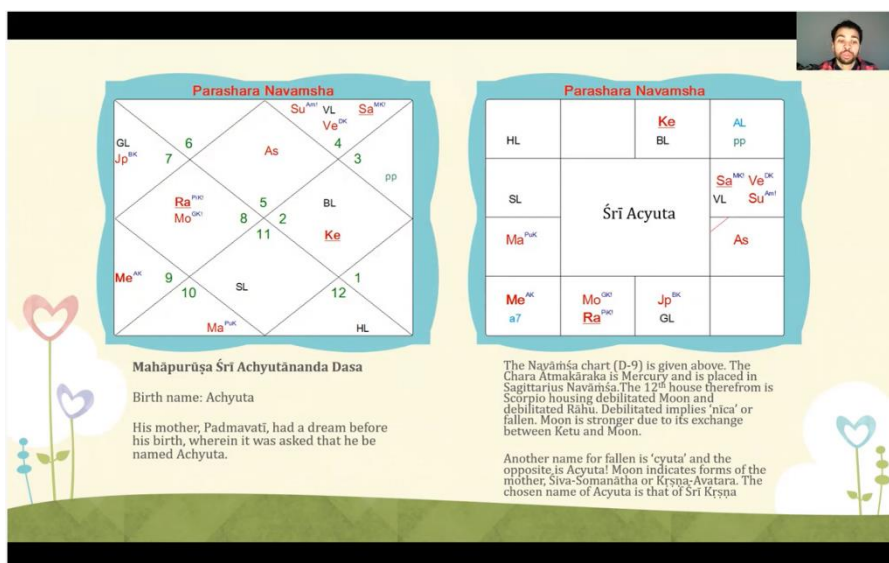 Parashara Navamsha
Su Am! VL Sa MK!
Ve DK
GL
Jp BK
6
7
As
4
3
pp
Ra PiK!
Mo GK!
5
8
2
11
BL
Ke
Me AK
9
10
SL
1
12
Ma PuK
HL
Parashara Navamsha
HL
Ke
BL
AL
pp
SL
Sa MK! Ve DK
VL Su Am!
Śrī Acyuta
Ma PuK
As
Me AK
a7
Mo GK!
Ra PiK!
Jp BK
GL
Mahāpurūṣa Śrī Achyutānanda Dasa
Birth name: Achyuta
His mother, Padmavatī, had a dream before
his birth, wherein it was asked that he be
named Achyuta.
The Navāṁśa chart (D-9) is given above. The
Chara Ātmakāraka is Mercury and is placed in
Sagittarius Navāṁśa.The 12th house therefrom is
Scorpio housing debilitated Moon and
debilitated Rāhu. Debilitated implies ‘nīca’ or
fallen. Moon is stronger due to its exchange
between Ketu and Moon.
Another name for fallen is ‘cyuta’ and the
opposite is Acyuta! Moon indicates forms of the
mother, Śiva-Somanātha or Kṛṣṇa-Avatara. The
chosen name of Acyuta is that of Śrī Kṛṣṇa